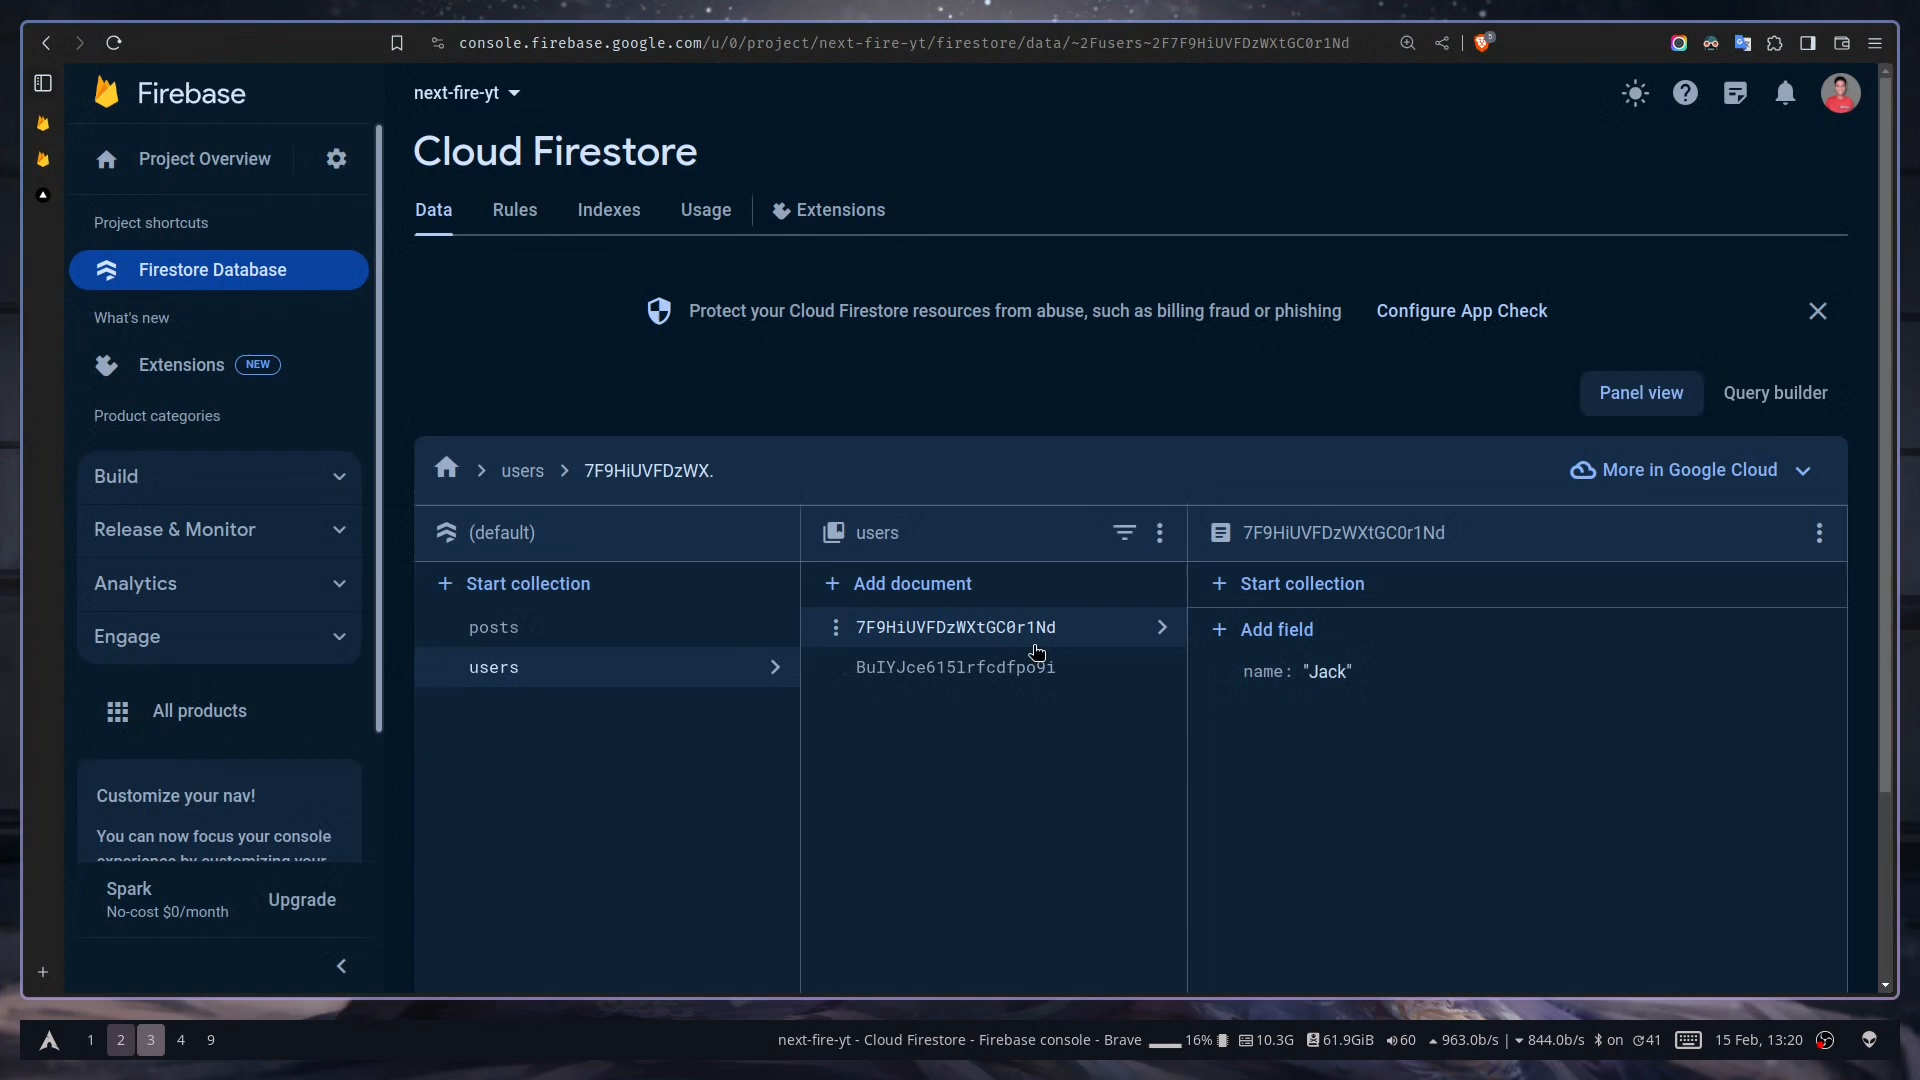 console.firebase.google.com/u/0/project/next-fire-yt/firestore/data/~2Fusers~2F7F9HiUVFDzWXtGC0r1Nd
5
Firebase
next-fire-yt
Project Overview
Cloud Firestore
Project shortcuts
Data Rules Indexes Usage Extensions
Firestore Database
What's new
Protect your Cloud Firestore resources from abuse, such as billing fraud or phishing Configure App Check
Extensions NEW
Product categories
Panel view Query builder
Build
Release & Monitor
Analytics
Engage
All products
users 7F9HiUVFDzWX.
More in Google Cloud
(default)
Start collection
posts
users
users
Add document
7F9HiUVFDzWXtGC0r1Nd
BuIYJce615lrfcdfpo9i
7F9HiUVFDzWXtGC0r1Nd
Start collection
Add field
name: "Jack"
Customize your nav!
You can now focus your console
experience by customizing your
Spark
No-cost $0/month
Upgrade
1 2 3 4 9
next-fire-yt - Cloud Firestore - Firebase console - Brave 16% 10.3G 61.9GiB 60 963.0b/s | 844.0b/s on 41 15 Feb, 13:20